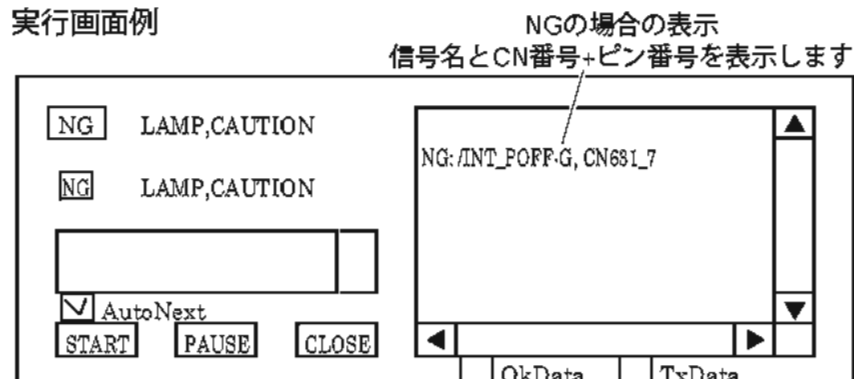 実行画面例
NGの場合の表示
信号名とCN番号+ピン番号を表示します
NG LAMP,CAUTION
NG: /INT_POFF-G, CN681_7
NG LAMP,CAUTION
AutoNext
START PAUSE CLOSE
OkData TxData